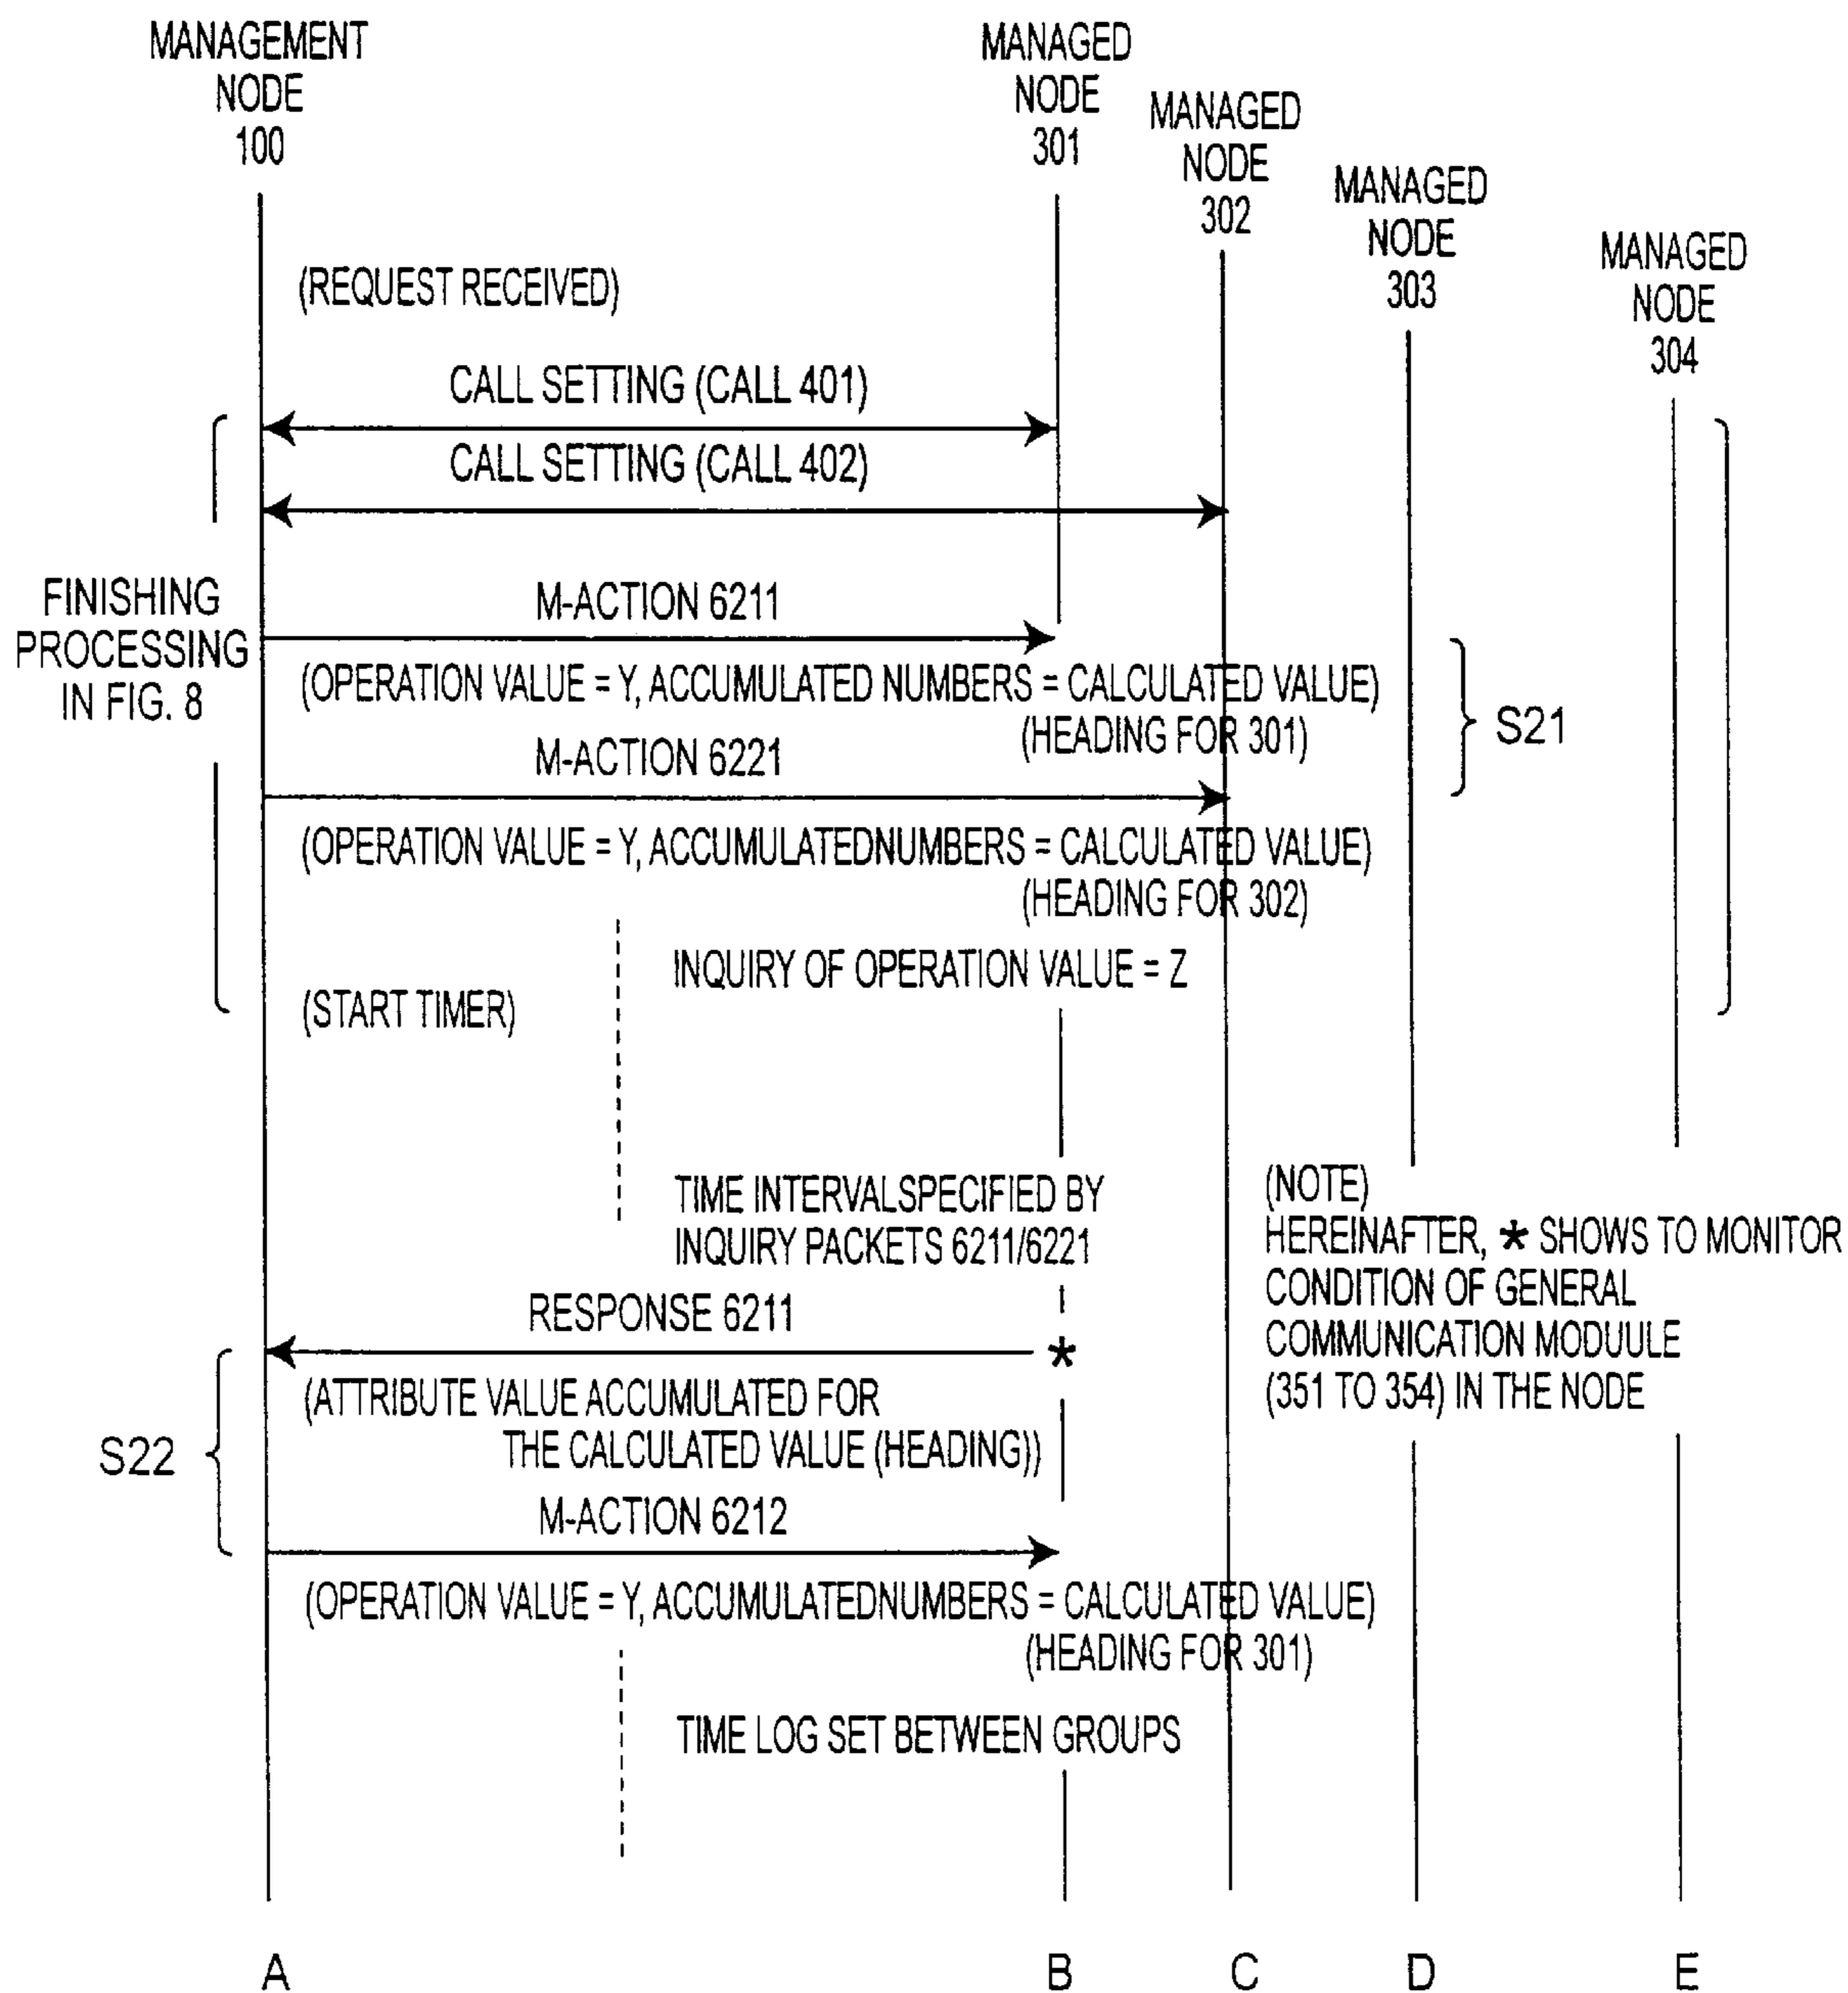 MANAGEMENT
NODE
100
MANAGED
NODE
301
MANAGED
NODE
302
MANAGED
NODE
303
MANAGED
NODE
304
(REQUEST RECEIVED)
CALL SETTING (CALL 401)
CALL SETTING (CALL 402)
FINISHING
PROCESSING
IN FIG. 8
M-ACTION 6211
(OPERATION VALUE = Y, ACCUMULATED NUMBERS = CALCULATED VALUE)
(HEADING FOR 301)
S21
M-ACTION 6221
(OPERATION VALUE = Y, ACCUMULATEDNUMBERS = CALCULATED VALUE)
(HEADING FOR 302)
INQUIRY OF OPERATION VALUE = Z
(START TIMER)
TIME INTERVALSPECIFIED BY
INQUIRY PACKETS 6211/6221
(NOTE)
HEREINAFTER, * SHOWS TO MONITOR
CONDITION OF GENERAL
COMMUNICATION MODUULE
(351 TO 354) IN THE NODE
RESPONSE 6211
*
(ATTRIBUTE VALUE ACCUMULATED FOR
THE CALCULATED VALUE (HEADING))
S22
M-ACTION 6212
(OPERATION VALUE = Y, ACCUMULATEDNUMBERS = CALCULATED VALUE)
(HEADING FOR 301)
TIME LOG SET BETWEEN GROUPS
A B C D E